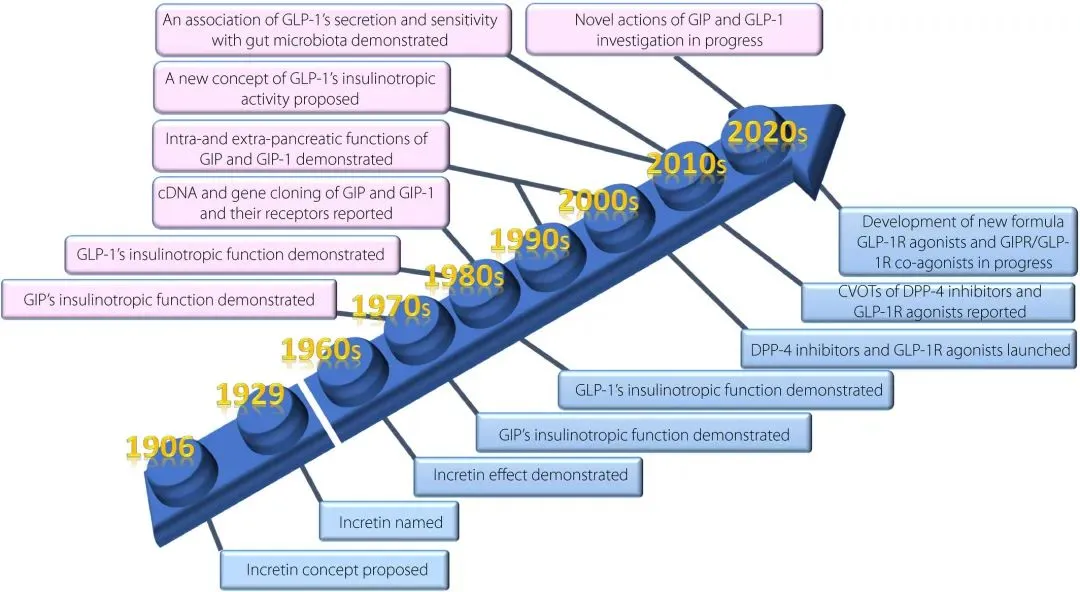 An association of GLP-1's secretion and sensitivity
with gut microbiota demonstrated
Novel actions of GIP and GLP-1
investigation in progress
A new concept of GLP-1's insulinotropic
activity proposed
Intra-and extra-pancreatic functions of
GIP and GIP-1 demonstrated
cDNA and gene cloning of GIP and GIP-1
and their receptors reported
GLP-1's insulinotropic function demonstrated
GIP's insulinotropic function demonstrated
1906
1929
1960s
1970s
1980s
1990s
2000s
2010s
2020s
Development of new formula
GLP-1R agonists and GIPR/GLP-
1R co-agonists in progress
CVOTs of DPP-4 inhibitors and
GLP-1R agonists reported
DPP-4 inhibitors and GLP-1R agonists launched
GLP-1's insulinotropic function demonstrated
GIP's insulinotropic function demonstrated
Incretin effect demonstrated
Incretin named
Incretin concept proposed